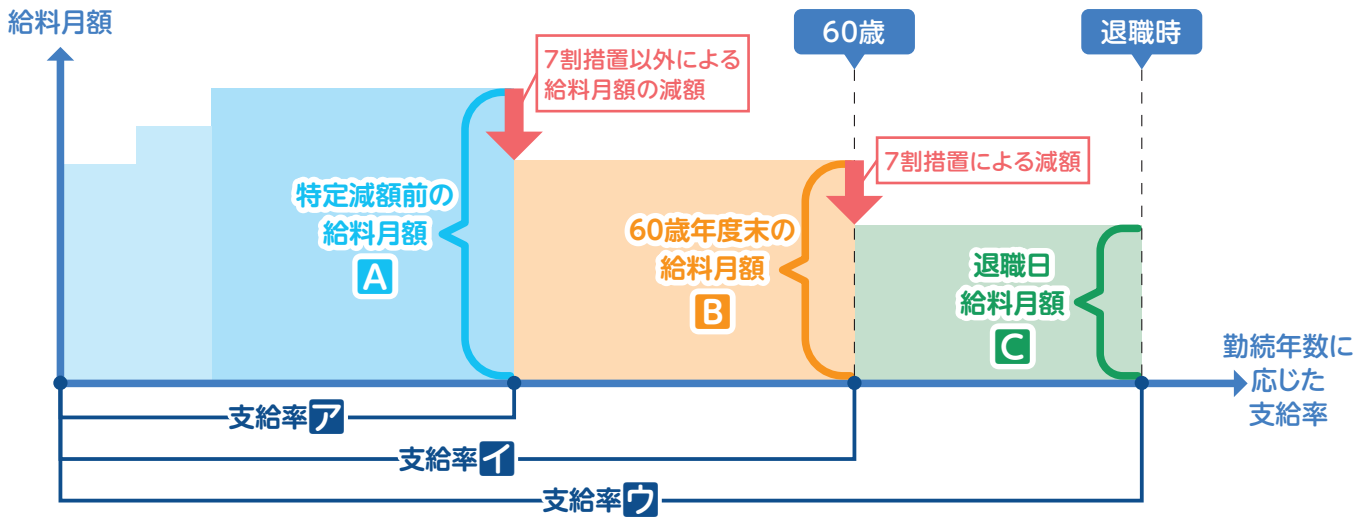 給料月額
60歳
退職時
7割措置以外による
給料月額の減額
7割措置による減額
特定減額前の
給料月額
A
60歳年度末の
給料月額
B
退職日
給料月額
C
勤続年数に
応じた
支給率
支給率ア
支給率イ
支給率ウ